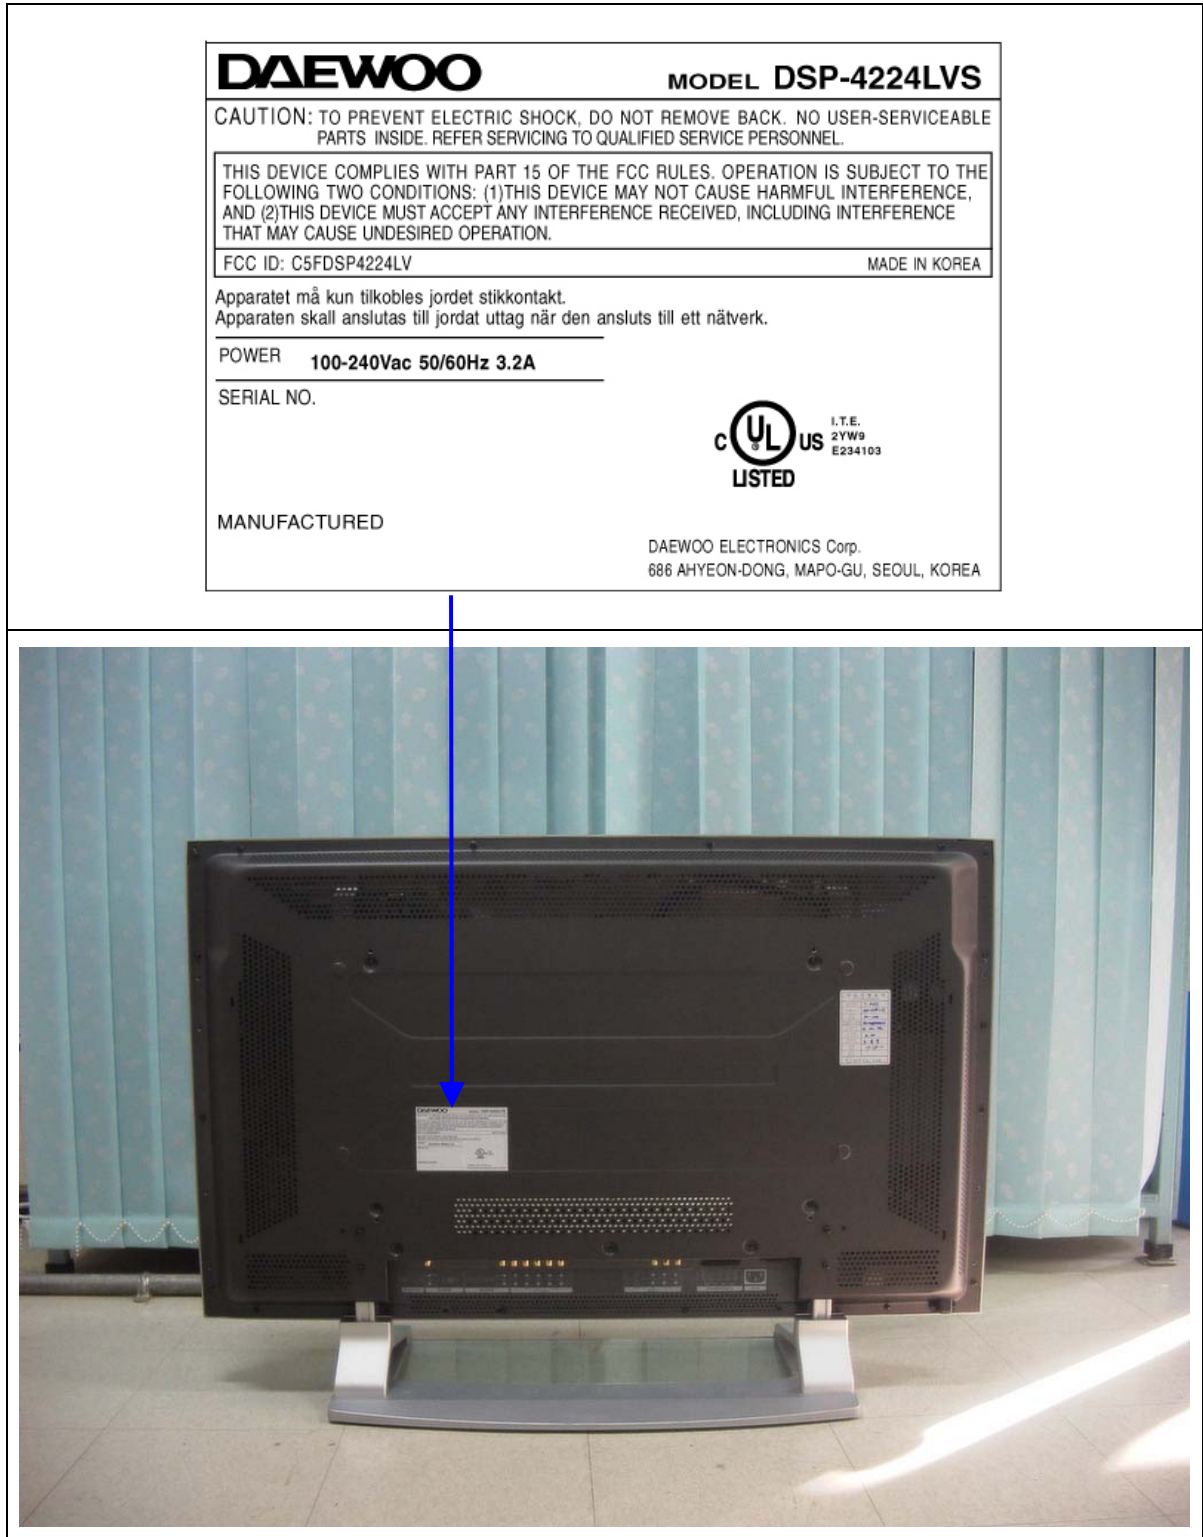 DAEWOO MODEL DSP-4224LVS
CAUTION: TO PREVENT ELECTRIC SHOCK, DO NOT REMOVE BACK. NO USER-SERVICEABLE
PARTS INSIDE. REFER SERVICING TO QUALIFIED SERVICE PERSONNEL.
THIS DEVICE COMPLIES WITH PART 15 OF THE FCC RULES. OPERATION IS SUBJECT TO THE
FOLLOWING TWO CONDITIONS: (1)THIS DEVICE MAY NOT CAUSE HARMFUL INTERFERENCE,
AND (2)THIS DEVICE MUST ACCEPT ANY INTERFERENCE RECEIVED, INCLUDING INTERFERENCE
THAT MAY CAUSE UNDESIRED OPERATION.
FCC ID: C5FDSP4224LV MADE IN KOREA
Apparatet må kun tilkobles jordet stikkontakt.
Apparaten skall anslutas till jordat uttag när den ansluts till ett nätverk.
POWER 100-240Vac 50/60Hz 3.2A
SERIAL NO.
C UL ® US
LISTED
I.T.E.
2YW9
E234103
MANUFACTURED
DAEWOO ELECTRONICS Corp.
686 AHYEON-DONG, MAPO-GU, SEOUL, KOREA
DAEWOO